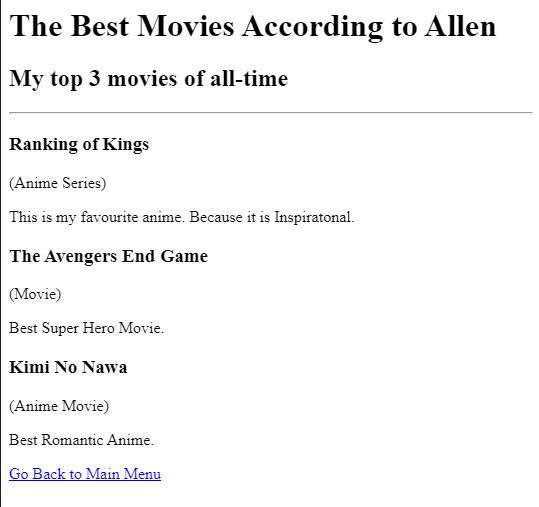 The Best Movies According to Allen
My top 3 movies of all-time
Ranking of Kings
(Anime Series)
This is my favourite anime. Because it is Inspiratonal.
The Avengers End Game
(Movie)
Best Super Hero Movie.
Kimi No Nawa
(Anime Movie)
Best Romantic Anime.
Go Back to Main Menu